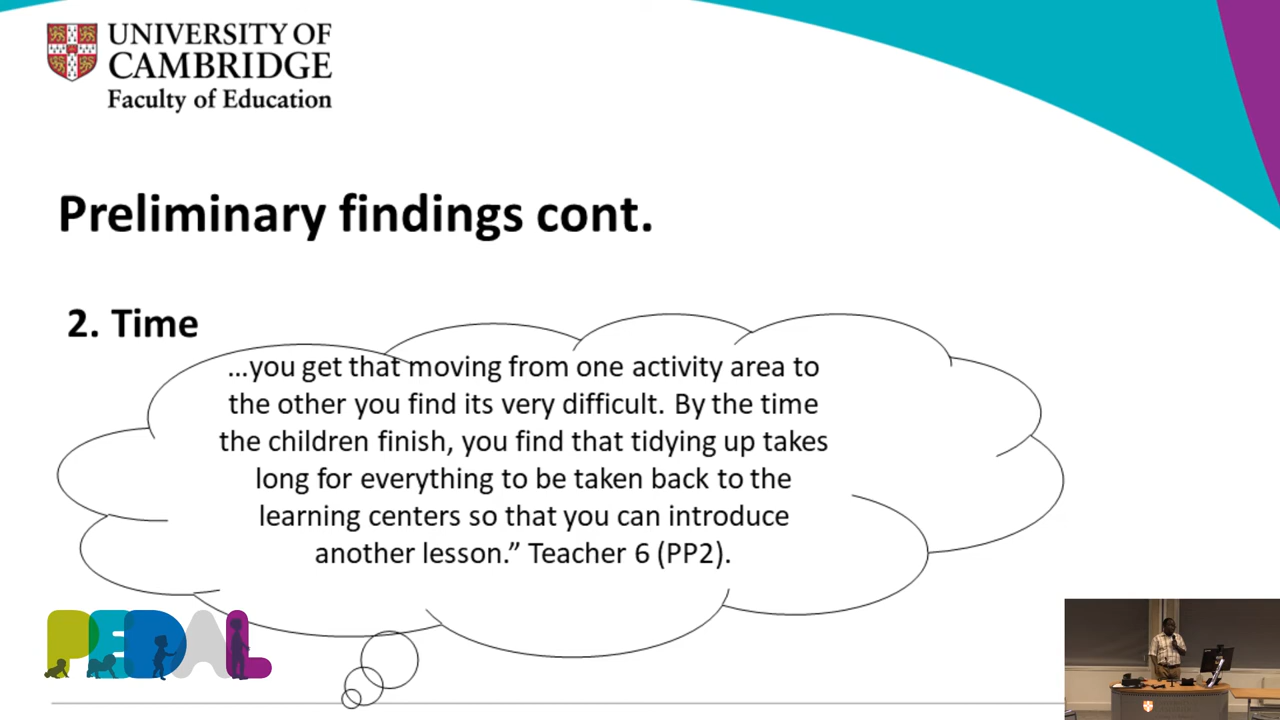 UNIVERSITY OF
CAMBRIDGE
Faculty of Education
Preliminary findings cont.
2. Time
...you get that moving from one activity area to
the other you find its very difficult. By the time
the children finish, you find that tidying up takes
long for everything to be taken back to the
learning centers so that you can introduce
another lesson.” Teacher 6 (PP2).
PEDAL